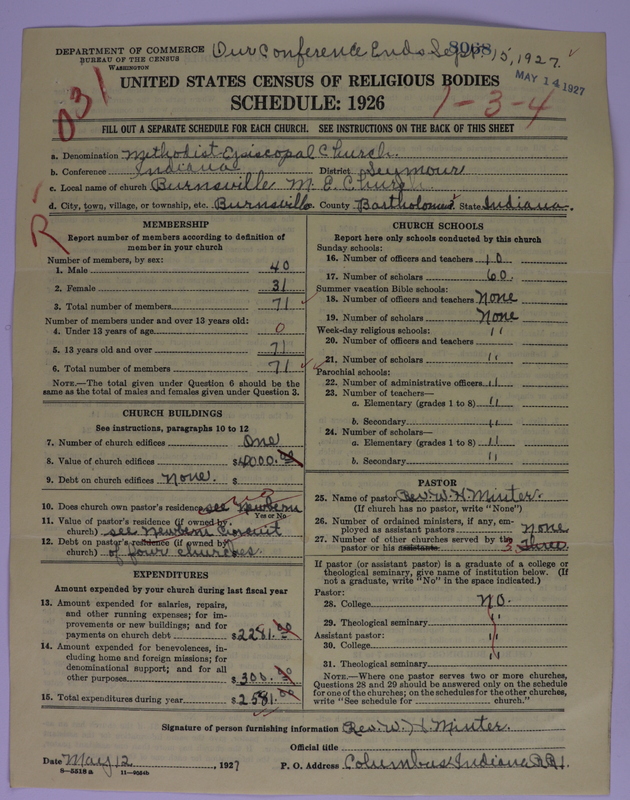 DEPARTMENT OF COMMERCE
BUREAU OF THE CENSUS
WASHINGTON
Our Conference Ends Sept. 15, 1927.
8068
MAY 14 1927
UNITED STATES CENSUS OF RELIGIOUS BODIES
SCHEDULE: 1926
031
1-3-4
FILL OUT A SEPARATE SCHEDULE FOR EACH CHURCH. SEE INSTRUCTIONS ON THE BACK OF THIS SHEET
a. Denomination Methodist Episcopal Church.
b. Conference Indiana District Seymour
c. Local name of church Burnsville M. E. Church.
d. City, town, village, or township, etc. Burnsville. County Bartholomew. State Indiana.
R
MEMBERSHIP
Report number of members according to definition of
member in your church
Number of members, by sex:
1. Male 40
2. Female 31
3. Total number of members 71
Number of members under and over 13 years old:
4. Under 13 years of age 0
5. 13 years old and over 71
6. Total number of members 71
NOTE.—The total given under Question 6 should be the
same as the total of males and females given under Question 3.
CHURCH BUILDINGS
See instructions, paragraphs 10 to 12
7. Number of church edifices One
8. Value of church edifices $4000.00
9. Debt on church edifices None. $
no
10. Does church own pastor's residence see Newbern
Yes or No
11. Value of pastor's residence (if owned by
church) see Newbern Circuit
12. Debt on pastor's residence (if owned by
church) of four churches
EXPENDITURES
Amount expended by your church during last fiscal year
13. Amount expended for salaries, repairs,
and other running expenses; for im-
provements or new buildings; and for
payments on church debt $2281.00
14. Amount expended for benevolences, in-
cluding home and foreign missions; for
denominational support; and for all
other purposes $300.00
15. Total expenditures during year $2581.00
CHURCH SCHOOLS
Report here only schools conducted by this church
Sunday schools:
16. Number of officers and teachers 10
17. Number of scholars 60.
Summer vacation Bible schools:
18. Number of officers and teachers None
19. Number of scholars None
Week-day religious schools:
20. Number of officers and teachers "
21. Number of scholars "
Parochial schools:
22. Number of administrative officers "
23. Number of teachers—
a. Elementary (grades 1 to 8) "
b. Secondary "
24. Number of scholars—
a. Elementary (grades 1 to 8) "
b. Secondary "
PASTOR
25. Name of pastor Rev. W. H. Minter.
(If church has no pastor, write "None")
26. Number of ordained ministers, if any, em-
ployed as assistant pastors None
27. Number of other churches served by the
pastor or his assistants 3 Three.
If pastor (or assistant pastor) is a graduate of a college or
theological seminary, give name of institution below. (If
not a graduate, write "No" in the space indicated.)
Pastor:
28. College No.
29. Theological seminary "
Assistant pastor:
30. College "
31. Theological seminary "
NOTE.—Where one pastor serves two or more churches,
Questions 28 and 29 should be answered only on the schedule
for one of the churches; on the schedules for the other churches,
write "See schedule for church."
Signature of person furnishing information Rev. W. H. Minter.
Official title
Date May 12, 1927 P. O. Address Columbus Indiana R.R.1.
8—5518 a 11—3554b